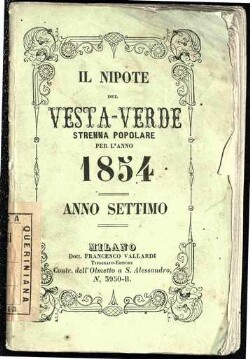 IL NIPOTE
DEL
VESTA-VERDE
STRENNA POPOLARE
PER L'ANNO
1854
ANNO SETTIMO
MILANO
DOTT. FRANCESCO VALLARDI
TIPOGRAFO-EDITORE
Contr. dell'Olmetto a S. Alessandro,
N. 3950-B.
QUERINIANA